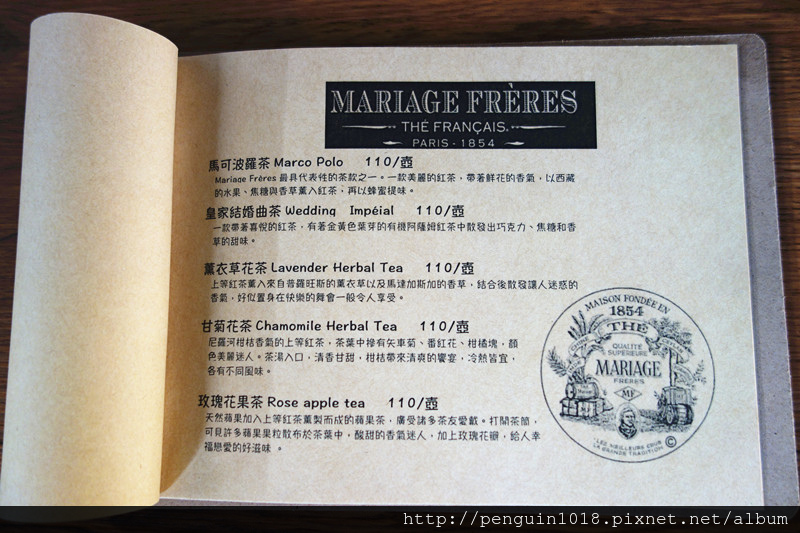 MARIAGE FRÈRES
THÉ FRANÇAIS
PARIS - 1854
馬可波羅茶 Marco Polo 110/壺
Mariage Frères 最具代表性的茶款之一。一款美麗的紅茶,帶著鮮花的香氣,以西藏
的水果、焦糖與香草薰入紅茶,再以蜂蜜提味。
皇家結婚曲茶 Wedding Impéial 110/壺
一款帶著喜悅的紅茶,有著金黃色葉芽的有機阿薩姆紅茶中散發出巧克力、焦糖和香
草的甜味。
薰衣草花茶 Lavender Herbal Tea 110/壺
上等紅茶薰入來自普羅旺斯的薰衣草以及馬達加斯加的香草,結合後散發讓人迷惑的
香氣,好似置身在快樂的舞會一般令人享受。
甘菊花茶 Chamomile Herbal Tea 110/壺
尼羅河柑桔香氣的上等紅茶,茶葉中摻有矢車菊、番紅花、柑橘塊,顏
色美麗迷人。茶湯入口,清香甘甜,柑桔帶來清爽的饗宴,冷熱皆宜,
各有不同風味。
玫瑰花果茶 Rose apple tea 110/壺
天然蘋果加入上等紅茶薰製而成的蘋果茶,廣受諸多茶友愛戴。打開茶筒,
可見許多蘋果果粒散布於茶葉中,酸甜的香氣迷人,加上玫瑰花瓣,給人幸
福戀愛的好滋味。
MAISON FONDÉE EN
1854
THÉ
QUALITÉ
SUPÉRIEURE
MARIAGE
FRÈRES
MF
LES MEILLEURS CRUS
LA GRANDE TRADITION
©
http://penguin1018.pixnet.net/album